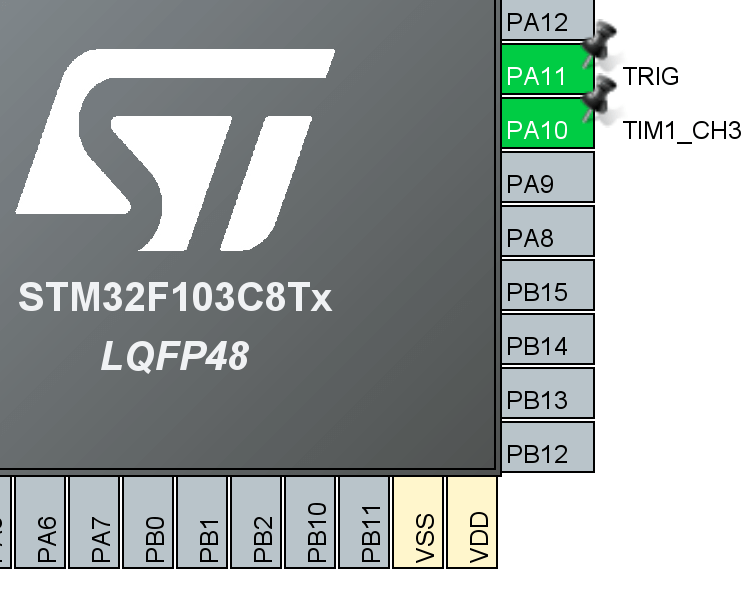 PA12
PA11 TRIG
PA10 TIM1_CH3
PA9
PA8
PB15
PB14
PB13
PB12
STM32F103C8Tx
LQFP48
PA6
PA7
PB0
PB1
PB2
PB10
PB11
VSS
VDD